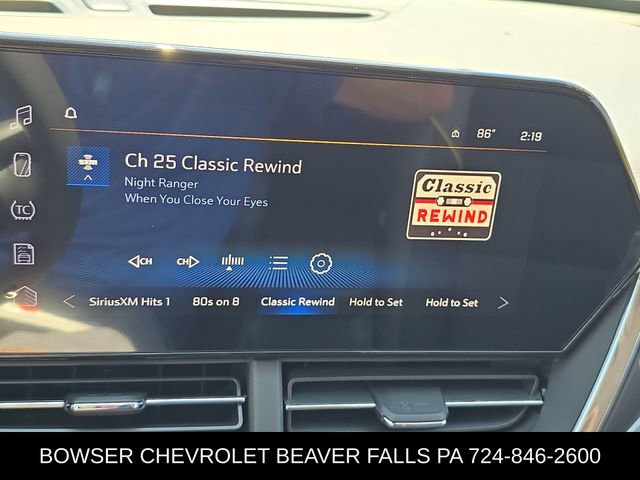 86° 2:19
SXM
Ch 25 Classic Rewind
Night Ranger
When You Close Your Eyes
Classic
REWIND
TC
CH CH
SiriusXM Hits 1 80s on 8 Classic Rewind Hold to Set Hold to Set
BOWSER CHEVROLET BEAVER FALLS PA 724-846-2600